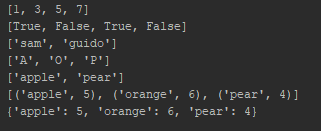 [1, 3, 5, 7]
[True, False, True, False]
['sam', 'guido']
['A', 'O', 'P']
['apple', 'pear']
[('apple', 5), ('orange', 6), ('pear', 4)]
{'apple': 5, 'orange': 6, 'pear': 4}